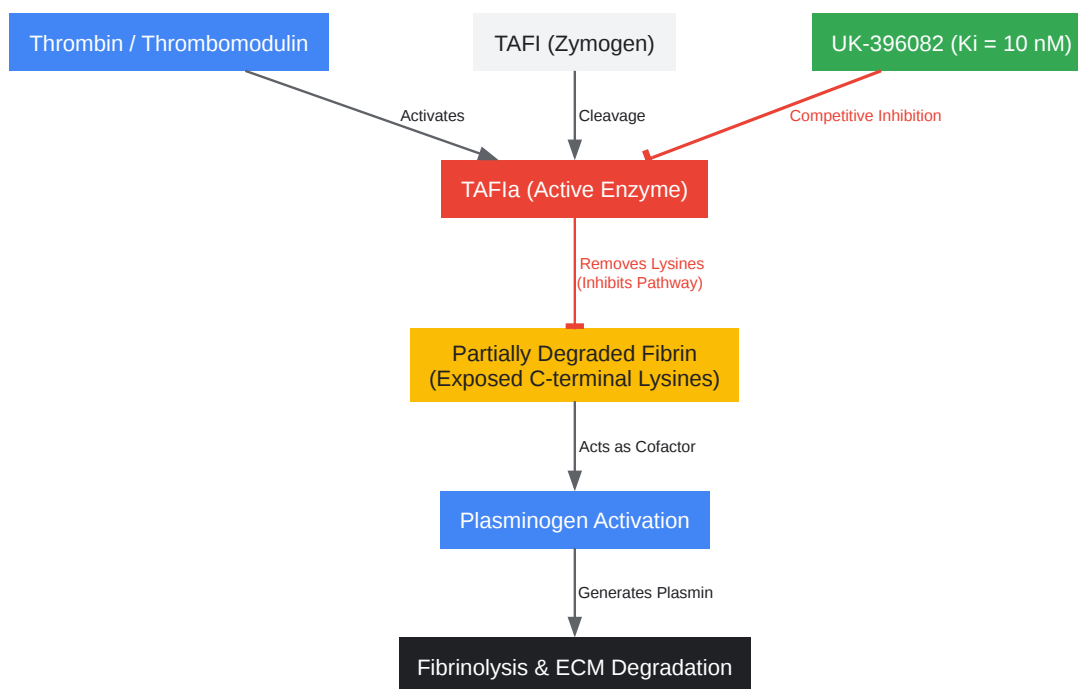 Thrombin / Thrombomodulin
TAFI (Zymogen)
UK-396082 (Ki = 10 nM)
Activates
Cleavage
Competitive Inhibition
TAFIa (Active Enzyme)
Removes Lysines
(Inhibits Pathway)
Partially Degraded Fibrin
(Exposed C-terminal Lysines)
Acts as Cofactor
Plasminogen Activation
Generates Plasmin
Fibrinolysis & ECM Degradation